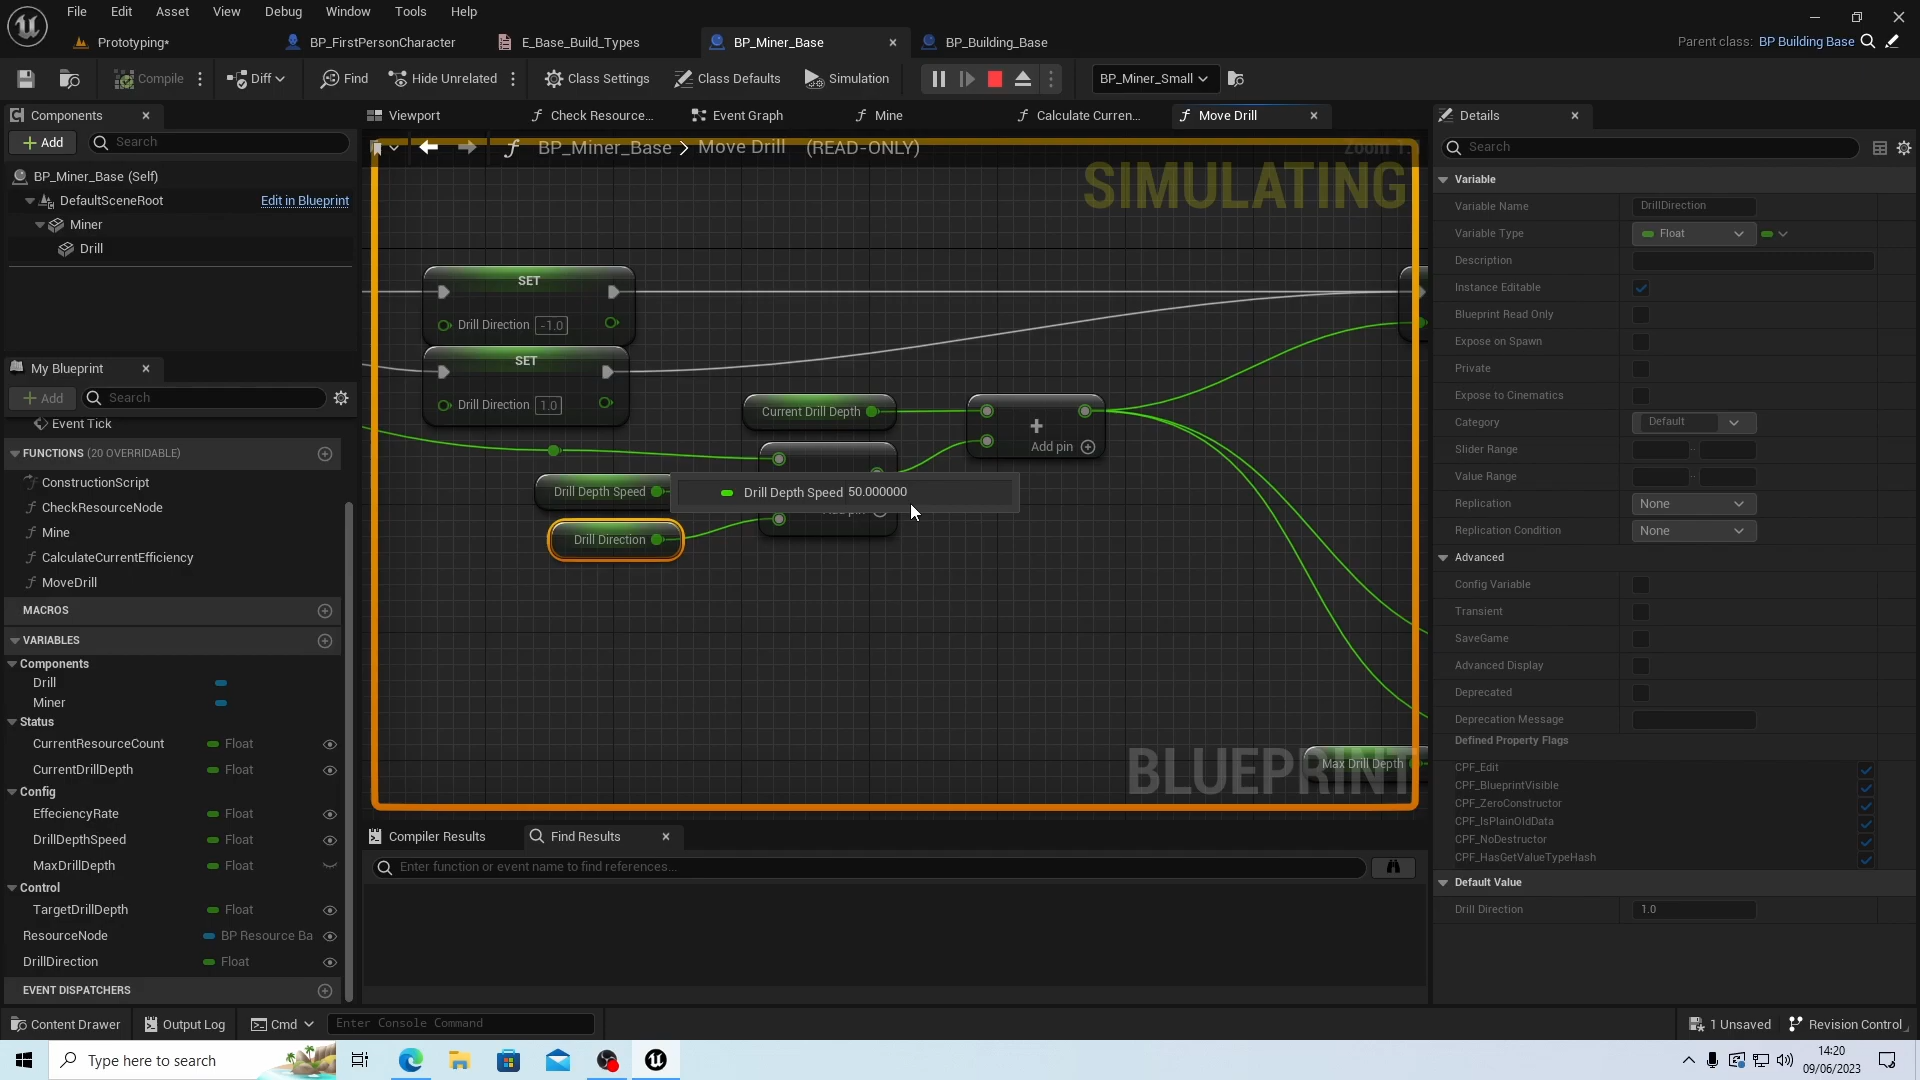 File Edit Asset View Debug Window Tools Help
Prototyping* BP_FirstPersonCharacter E_Base_Build_Types BP_Miner_Base BP_Building_Base
Parent class: BP Building Base
Compile Diff Find Hide Unrelated Class Settings Class Defaults Simulation BP_Miner_Small
Components
Add Search
BP_Miner_Base (Self)
DefaultSceneRoot Edit in Blueprint
Miner
Drill
My Blueprint
Add Search
Event Tick
FUNCTIONS (20 OVERRIDABLE)
ConstructionScript
CheckResourceNode
Mine
CalculateCurrentEfficiency
MoveDrill
MACROS
VARIABLES
Components
Drill
Miner
Status
CurrentResourceCount Float
CurrentDrillDepth Float
Config
EffeciencyRate Float
DrillDepthSpeed Float
MaxDrillDepth Float
Control
TargetDrillDepth Float
ResourceNode BP Resource Ba
DrillDirection Float
EVENT DISPATCHERS
Viewport Check Resource... Event Graph Mine Calculate Curren... Move Drill
BP_Miner_Base > Move Drill (READ-ONLY)
SIMULATING
SET
Drill Direction -1.0
SET
Drill Direction 1.0
Current Drill Depth
Add pin
Drill Depth Speed
Drill Depth Speed 50.000000
Add pin
Drill Direction
Max Drill Depth
BLUEPRINT
Compiler Results Find Results
Enter function or event name to find references...
Details
Search
Variable
Variable Name DrillDirection
Variable Type Float
Description
Instance Editable
Blueprint Read Only
Expose on Spawn
Private
Expose to Cinematics
Category Default
Slider Range
Value Range
Replication None
Replication Condition None
Advanced
Config Variable
Transient
SaveGame
Advanced Display
Deprecated
Deprecation Message
Defined Property Flags
CPF_Edit
CPF_BlueprintVisible
CPF_ZeroConstructor
CPF_IsPlainOldData
CPF_NoDestructor
CPF_HasGetValueTypeHash
Default Value
Drill Direction 1.0
Content Drawer Output Log Cmd Enter Console Command
1 Unsaved Revision Control
Type here to search
14:20
09/06/2023